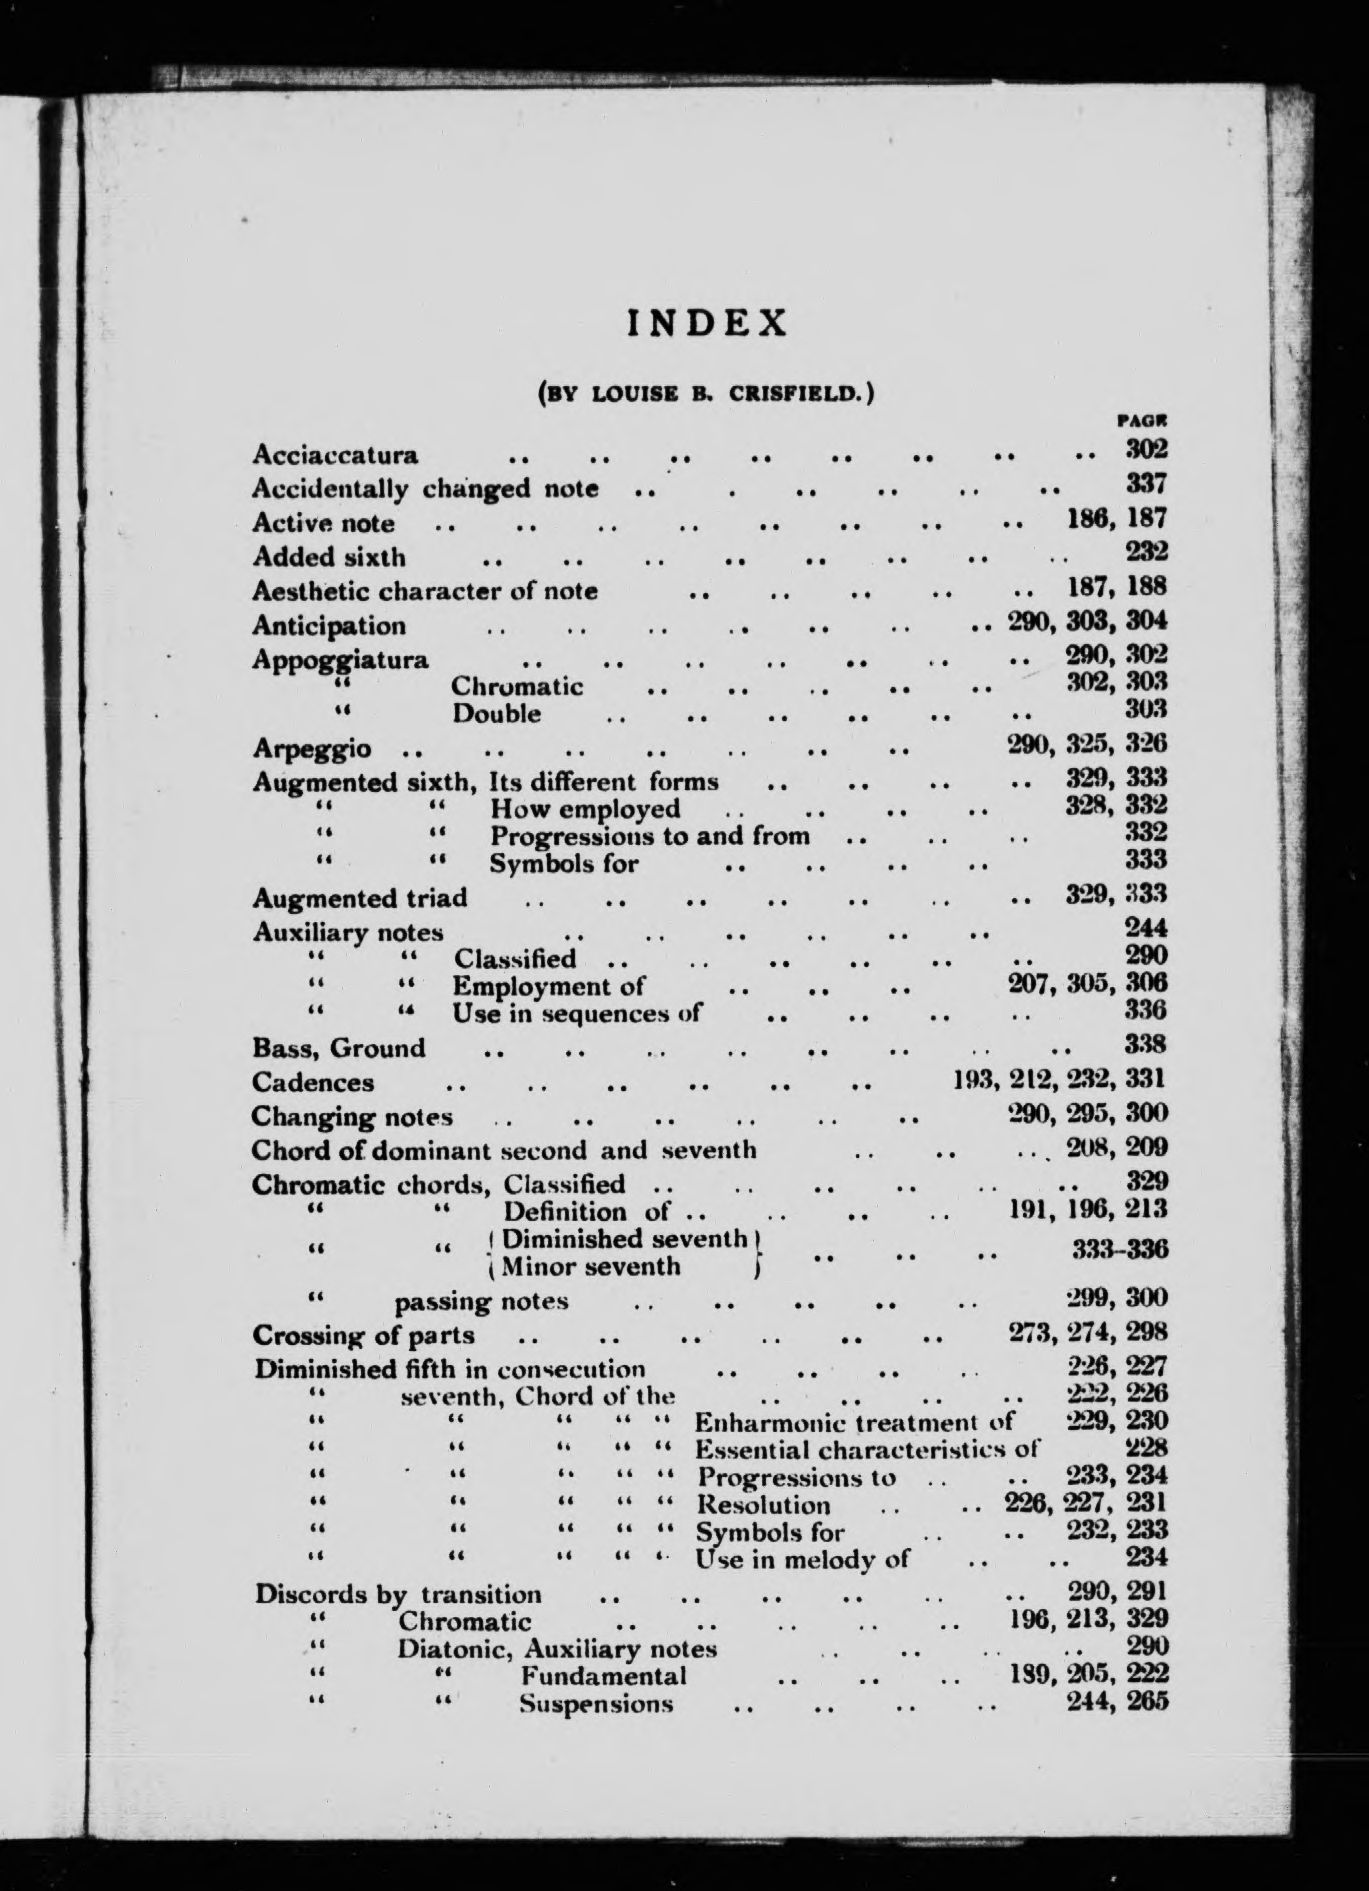 INDEX
(BY LOUISE B. CRISFIELD.)
PAGE
Acciaccatura .. .. .. .. .. .. .. .. 302
Accidentally changed note .. . .. .. .. .. 337
Active note .. .. .. .. .. .. .. .. 186, 187
Added sixth .. .. .. .. .. .. .. .. 232
Aesthetic character of note .. .. .. .. .. 187, 188
Anticipation .. .. .. .. .. .. .. 290, 303, 304
Appoggiatura .. .. .. .. .. .. .. 290, 302
“ Chromatic .. .. .. .. .. 302, 303
“ Double .. .. .. .. .. .. 303
Arpeggio .. .. .. .. .. .. .. 290, 325, 326
Augmented sixth, Its different forms .. .. .. .. 329, 333
“ “ How employed .. .. .. .. 328, 332
“ “ Progressions to and from .. .. .. 332
“ “ Symbols for .. .. .. .. 333
Augmented triad .. .. .. .. .. .. .. 329, 333
Auxiliary notes .. .. .. .. .. .. 244
“ “ Classified .. .. .. .. .. .. 290
“ “ Employment of .. .. .. 207, 305, 306
“ “ Use in sequences of .. .. .. .. 336
Bass, Ground .. .. .. .. .. .. .. .. 338
Cadences .. .. .. .. .. .. 193, 212, 232, 331
Changing notes .. .. .. .. .. .. 290, 295, 300
Chord of dominant second and seventh .. .. .. 208, 209
Chromatic chords, Classified .. .. .. .. .. .. 329
“ “ Definition of .. .. .. .. 191, 196, 213
“ “ { Diminished seventh } .. .. .. 333-336
{ Minor seventh }
“ passing notes .. .. .. .. .. 299, 300
Crossing of parts .. .. .. .. .. .. 273, 274, 298
Diminished fifth in consecution .. .. .. .. 226, 227
“ seventh, Chord of the .. .. .. .. 222, 226
“ “ “ “ “ Enharmonic treatment of 229, 230
“ “ “ “ “ Essential characteristics of 228
“ “ “ “ “ Progressions to .. .. 233, 234
“ “ “ “ “ Resolution .. .. 226, 227, 231
“ “ “ “ “ Symbols for .. .. 232, 233
“ “ “ “ “ Use in melody of .. .. 234
Discords by transition .. .. .. .. .. .. 290, 291
“ Chromatic .. .. .. .. .. 196, 213, 329
“ Diatonic, Auxiliary notes .. .. .. .. 290
“ “ Fundamental .. .. .. 189, 205, 222
“ “ Suspensions .. .. .. .. 244, 265